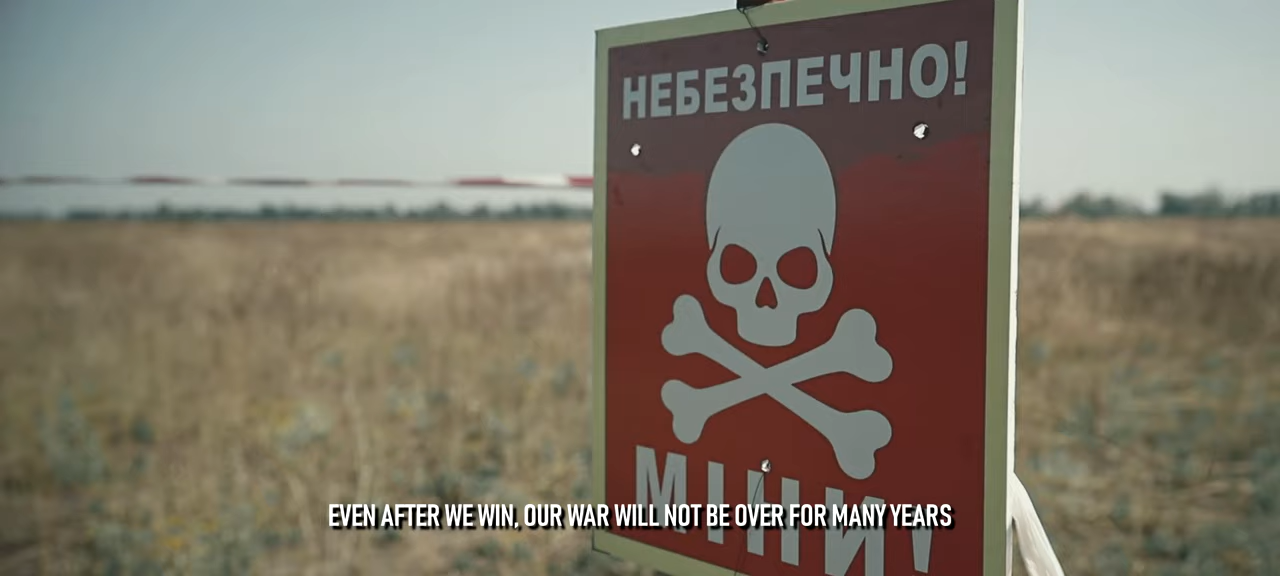 НЕБЕЗПЕЧНО!
МІНИ!
EVEN AFTER WE WIN, OUR WAR WILL NOT BE OVER FOR MANY YEARS